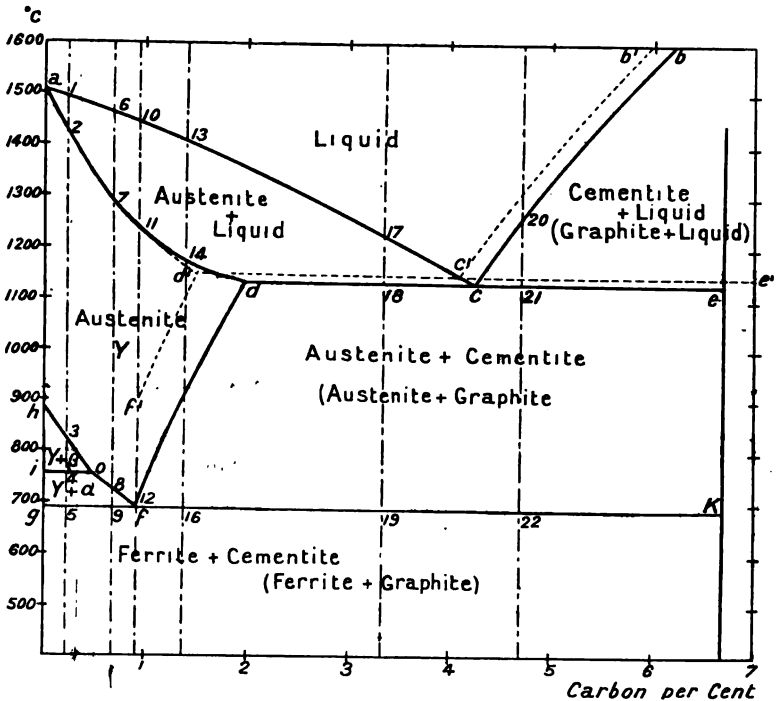 °C
1600
b' b
a 1
1500
6 10
2 13
1400
Liquid
1300
7 Austenite Cementite
11 + 17 20 + Liquid
Liquid (Graphite+Liquid)
1200
14
d' c' e'
d 18 C 21 e
1100
Austenite
γ
1000
Austenite + Cementite
(Austenite + Graphite
900
h f'
3
800
γ+β
i 4 o
γ+α 8
700 12 K
g 5 9 f 16 19 22
600
Ferrite + Cementite
(Ferrite + Graphite)
500
1 2 3 4 5 6 7
Carbon per Cent